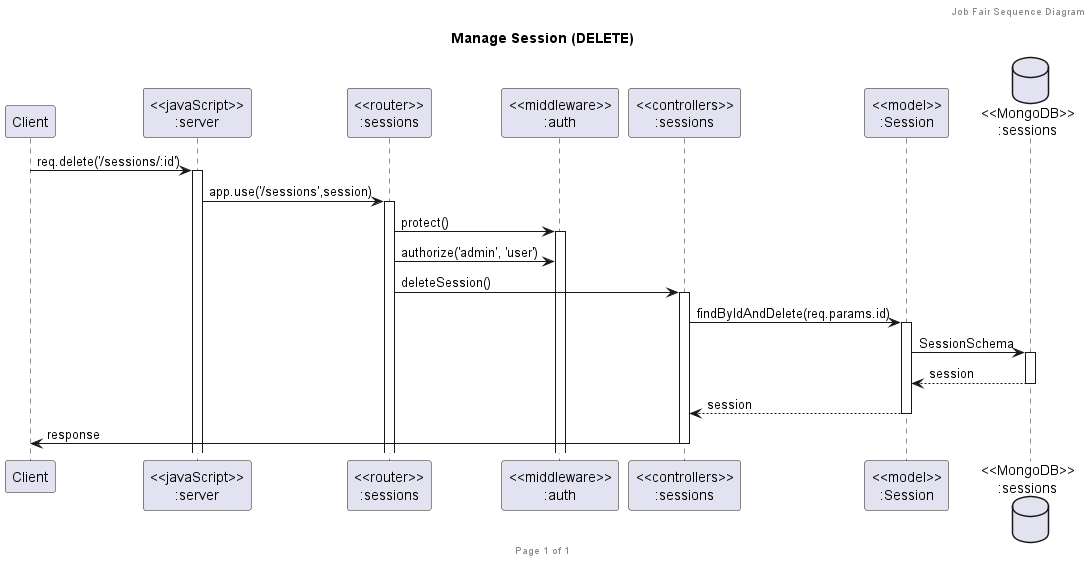 Job Fair Sequence Diagram
Manage Session (DELETE)
Client
<<javaScript>>
:server
<<router>>
:sessions
<<middleware>>
:auth
<<controllers>>
:sessions
<<model>>
:Session
<<MongoDB>>
:sessions
req.delete('/sessions/:id')
app.use('/sessions',session)
protect()
authorize('admin', 'user')
deleteSession()
findByIdAndDelete(req.params.id)
SessionSchema
session
session
response
Client
<<javaScript>>
:server
<<router>>
:sessions
<<middleware>>
:auth
<<controllers>>
:sessions
<<model>>
:Session
<<MongoDB>>
:sessions
Page 1 of 1